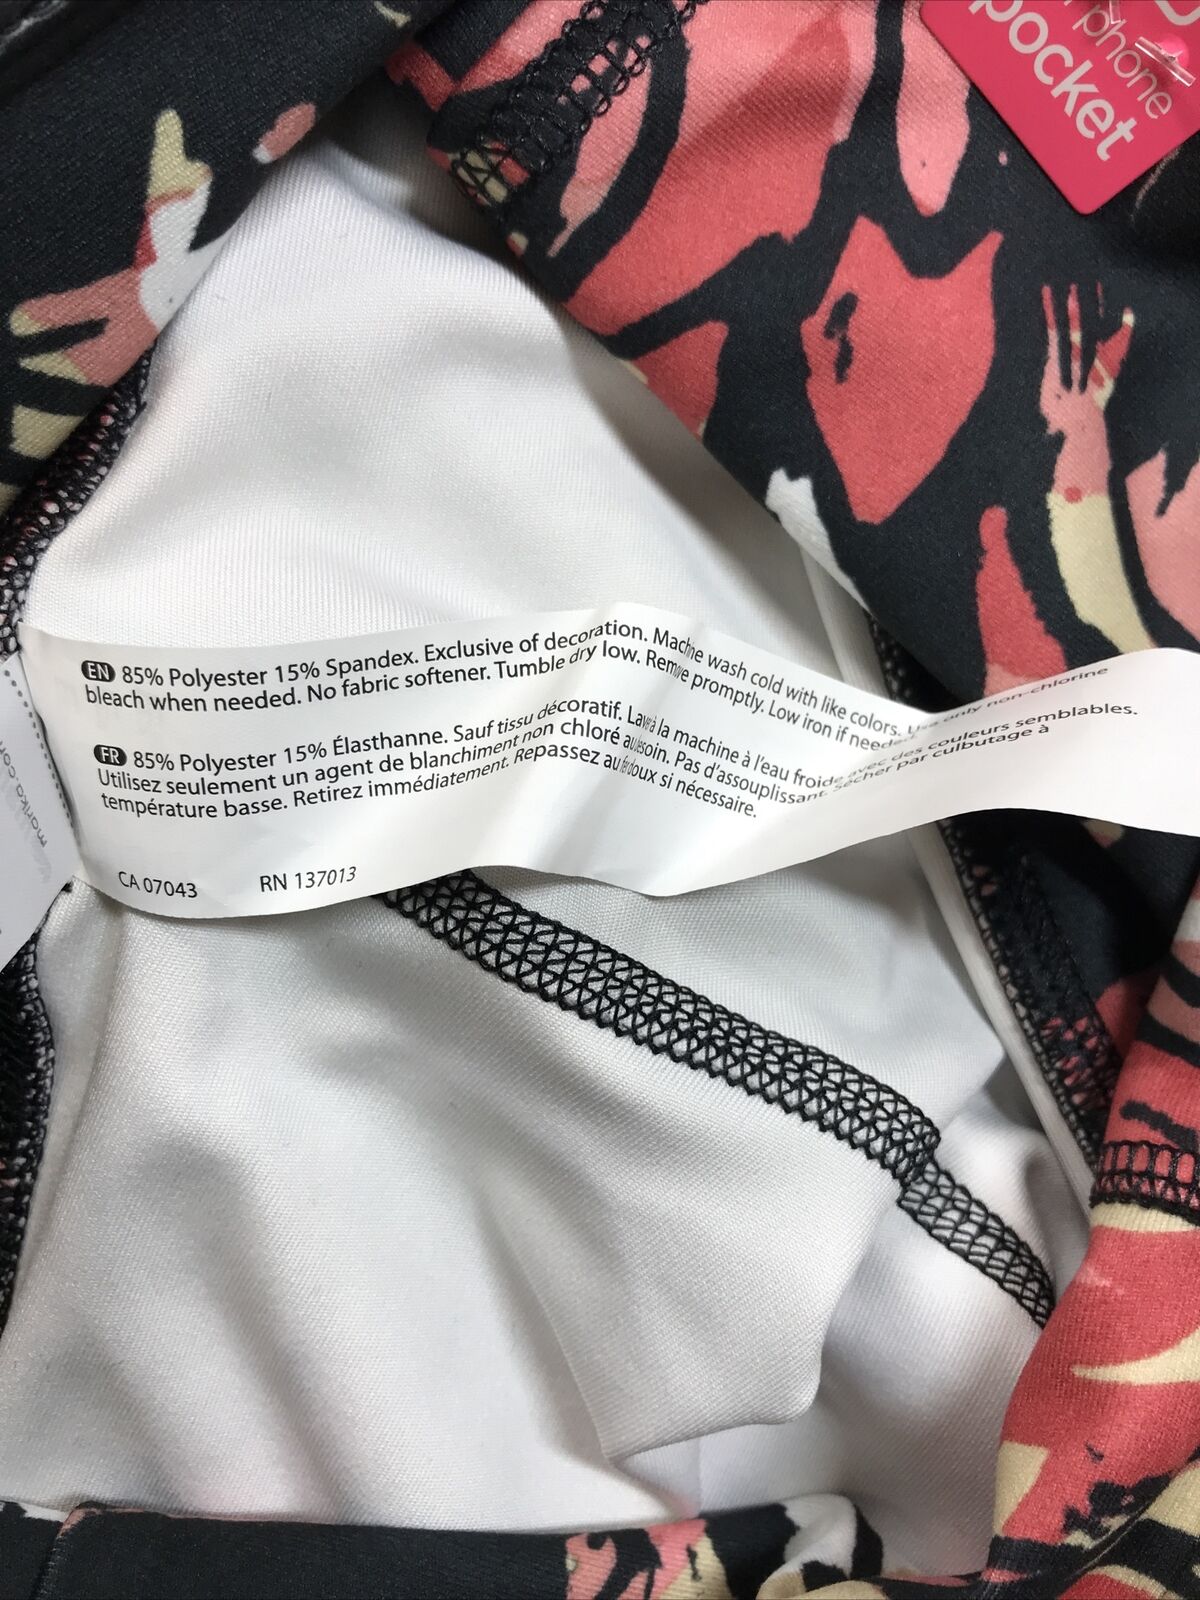 phone
pocket
EN 85% Polyester 15% Spandex. Exclusive of decoration. Machine wash cold with like colors. Use only non-chlorine
bleach when needed. No fabric softener. Tumble dry low. Remove promptly. Low iron if needed.
FR 85% Polyester 15% Élasthanne. Sauf tissu décoratif. Lavez à la machine à l'eau froide avec des couleurs semblables.
Utilisez seulement un agent de blanchiment non chloré au besoin. Pas d'assouplissant. Sécher par culbutage à
température basse. Retirez immédiatement. Repassez au fer doux si nécessaire.
CA 07043 RN 137013
marika.com